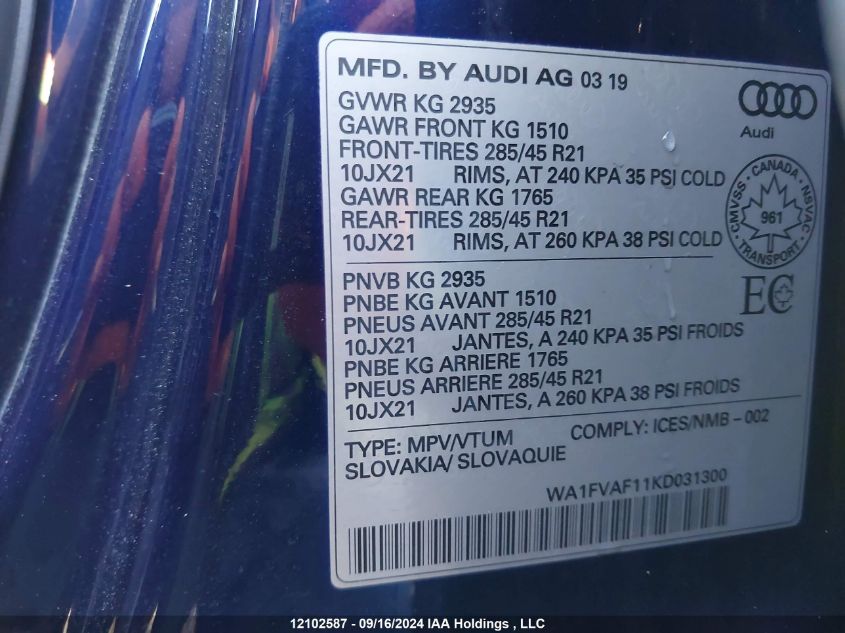 MFD. BY AUDI AG 03 19
GVWR KG 2935
GAWR FRONT KG 1510
FRONT-TIRES 285/45 R21
10JX21 RIMS, AT 240 KPA 35 PSI COLD
GAWR REAR KG 1765
REAR-TIRES 285/45 R21
10JX21 RIMS, AT 260 KPA 38 PSI COLD
Audi
CMVSS - CANADA - NSVAC
961
TRANSPORT
EC
PNVB KG 2935
PNBE KG AVANT 1510
PNEUS AVANT 285/45 R21
10JX21 JANTES, A 240 KPA 35 PSI FROIDS
PNBE KG ARRIERE 1765
PNEUS ARRIERE 285/45 R21
10JX21 JANTES, A 260 KPA 38 PSI FROIDS
TYPE: MPV/VTUM COMPLY: ICES/NMB - 002
SLOVAKIA/ SLOVAQUIE
WA1FVAF11KD031300
12102587 - 09/16/2024 IAA Holdings , LLC